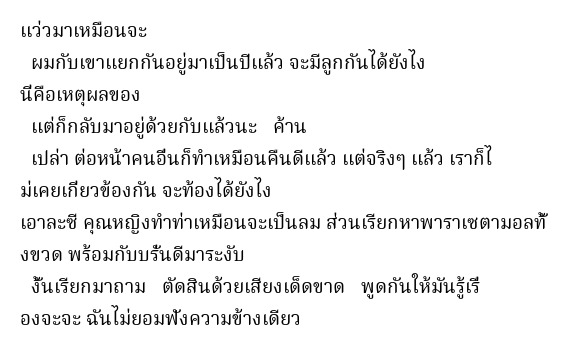 แว่วมาเหมือนจะ
ผมกับเขาแยกกันอยู่มาเป็นปีแล้ว จะมีลูกกันได้ยังไง
นี่คือเหตุผลของ
แต่ก็กลับมาอยู่ด้วยกับแล้วนะ ค้าน
เปล่า ต่อหน้าคนอื่นก็ทำเหมือนคืนดีแล้ว แต่จริงๆ แล้ว เราก็ไ
ม่เคยเกี่ยวข้องกัน จะท้องได้ยังไง
เอาละซี คุณหญิงทำท่าเหมือนจะเป็นลม ส่วนเรียกหาพาราเซตามอลทั้
งขวด พร้อมกับบรั่นดีมาระงับ
งั้นเรียกมาถาม ตัดสินด้วยเสียงเด็ดขาด พูดกันให้มันรู้เรื่
องจะจะ ฉันไม่ยอมฟังความข้างเดียว